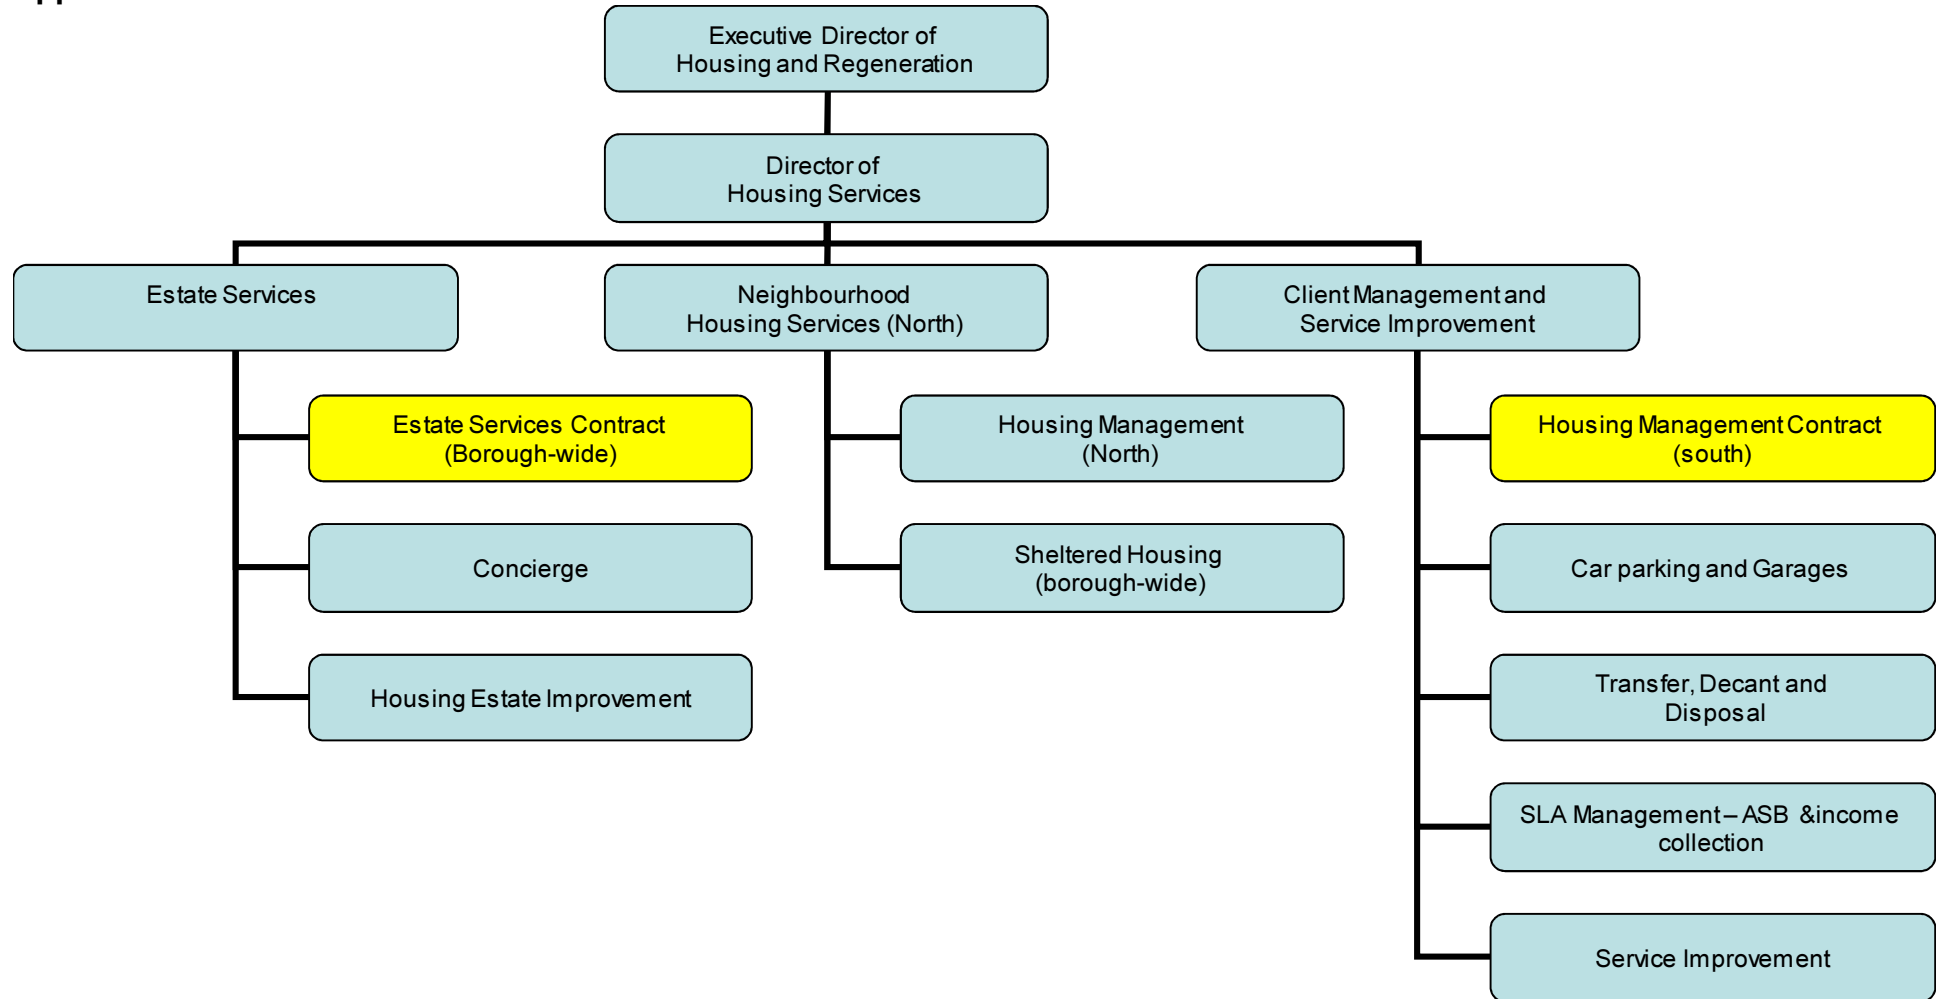 Executive Director of
Housing and Regeneration
Director of
Housing Services
Estate Services
Neighbourhood
Housing Services (North)
Client Management and
Service Improvement
Estate Services Contract
(Borough-wide)
Housing Management
(North)
Housing Management Contract
(south)
Concierge
Sheltered Housing
(borough-wide)
Car parking and Garages
Housing Estate Improvement
Transfer, Decant and
Disposal
SLA Management – ASB &income
collection
Service Improvement